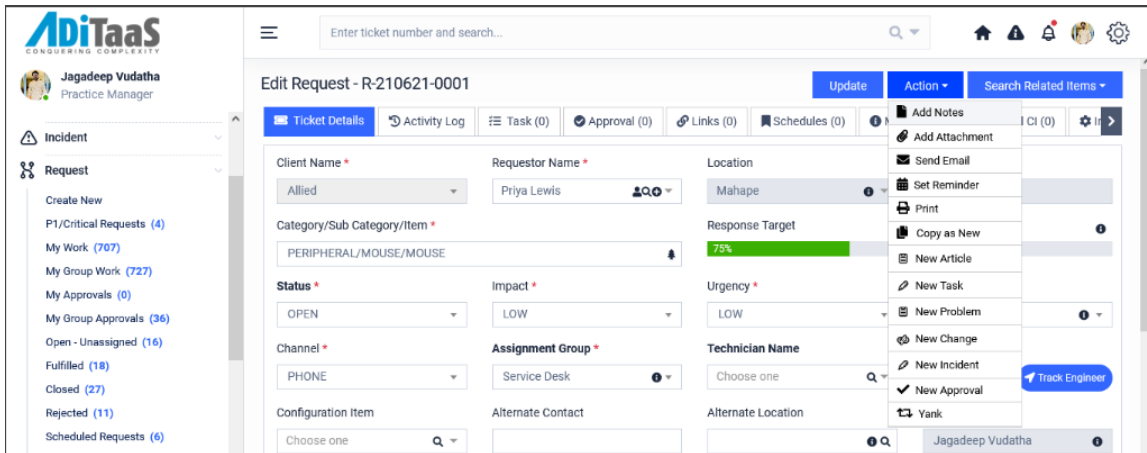 ADiTaaS
CONQUERING COMPLEXITY
Enter ticket number and search...
Jagadeep Vudatha
Practice Manager
Incident
Request
Create New
P1/Critical Requests (4)
My Work (707)
My Group Work (727)
My Approvals (0)
My Group Approvals (36)
Open - Unassigned (16)
Fulfilled (18)
Closed (27)
Rejected (11)
Scheduled Requests (6)
Edit Request - R-210621-0001
Update
Action
Search Related Items
Ticket Details
Activity Log
Task (0)
Approval (0)
Links (0)
Schedules (0)
CI (0)
Client Name *
Requestor Name *
Location
Allied
Priya Lewis
Mahape
Category/Sub Category/Item *
Response Target
PERIPHERAL/MOUSE/MOUSE
75%
Status *
Impact *
Urgency *
OPEN
LOW
LOW
Channel *
Assignment Group *
Technician Name
PHONE
Service Desk
Choose one
Track Engineer
Configuration Item
Alternate Contact
Alternate Location
Choose one
Jagadeep Vudatha
Add Notes
Add Attachment
Send Email
Set Reminder
Print
Copy as New
New Article
New Task
New Problem
New Change
New Incident
New Approval
Yank